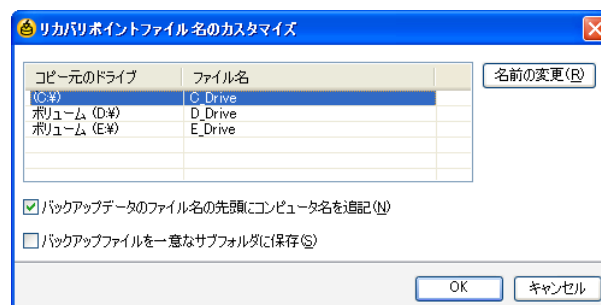 リカバリポイントファイル名のカスタマイズ
コピー元のドライブ ファイル名
(C:¥) C_Drive
ボリューム (D:¥) D_Drive
ボリューム (E:¥) E_Drive
名前の変更(R)
バックアップデータのファイル名の先頭にコンピュータ名を追記(N)
バックアップファイルを一意なサブフォルダに保存(S)
OK キャンセル